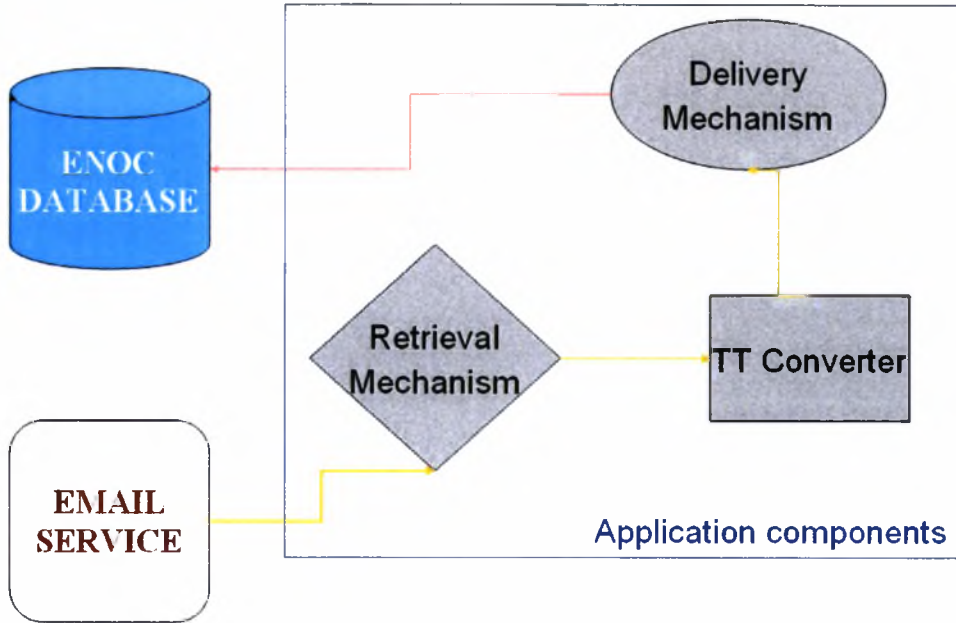 Delivery
Mechanism
ENOC
DATABASE
Retrieval
Mechanism
TT Converter
EMAIL
SERVICE
Application components